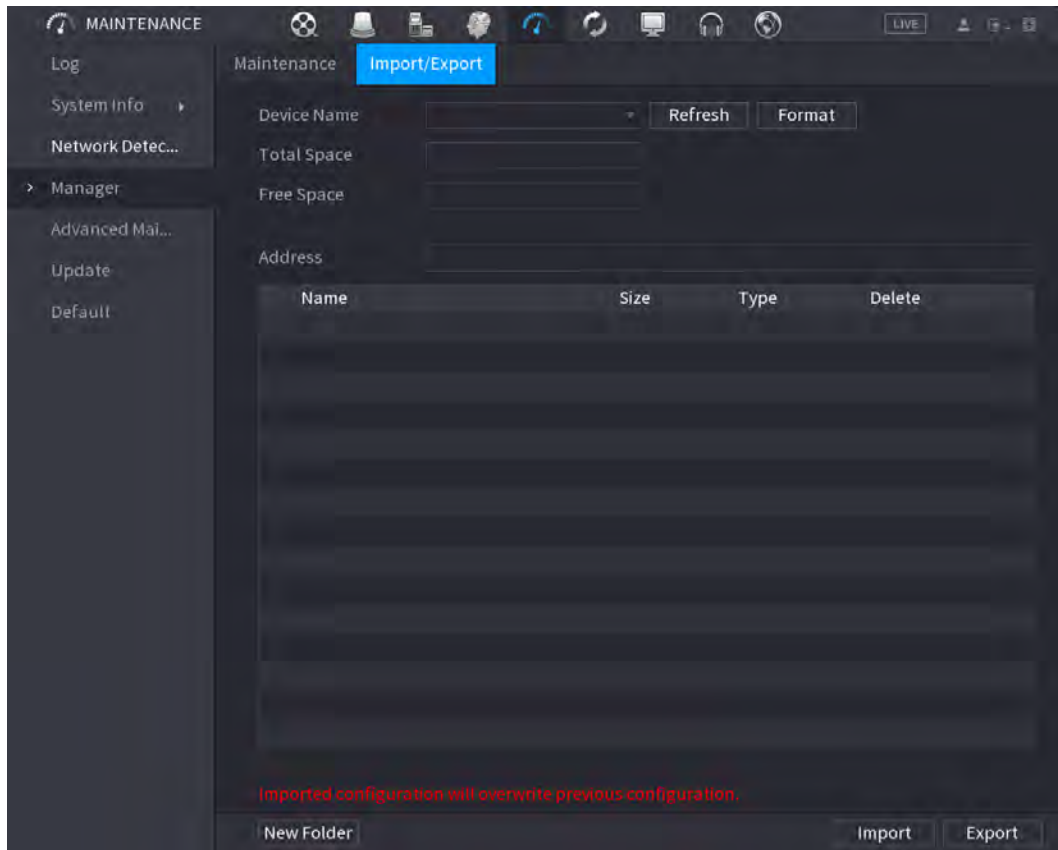 MAINTENANCE
LIVE
Log
System Info
Network Detec...
Manager
Advanced Mai...
Update
Default
Maintenance
Import/Export
Device Name
Refresh
Format
Total Space
Free Space
Address
Name Size Type Delete
Imported configuration will overwrite previous configuration.
New Folder
Import
Export